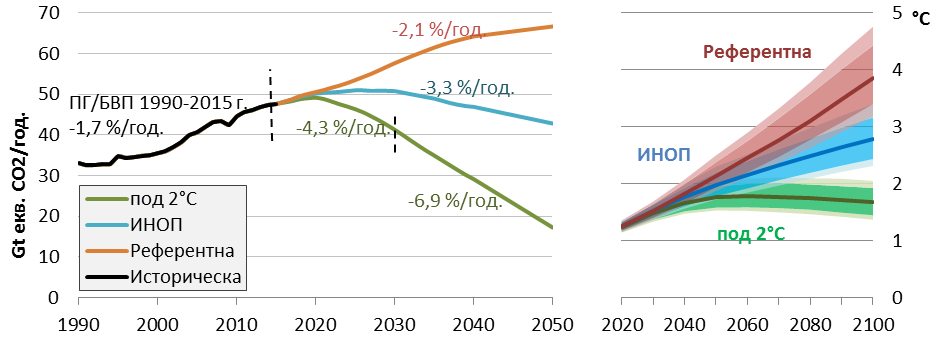 Gt екв. CO2/год.
70
60
50
40
30
20
10
0
1990
2000
2010
2020
2030
2040
2050
ПГ/БВП 1990-2015 г.
-1,7 %/год.
-2,1 %/год.
-3,3 %/год.
-4,3 %/год.
-6,9 %/год.
под 2°C
ИНОП
Референтна
Историческа
°C
5
4
3
2
1
0
2020
2040
2060
2080
2100
Референтна
ИНОП
под 2°C